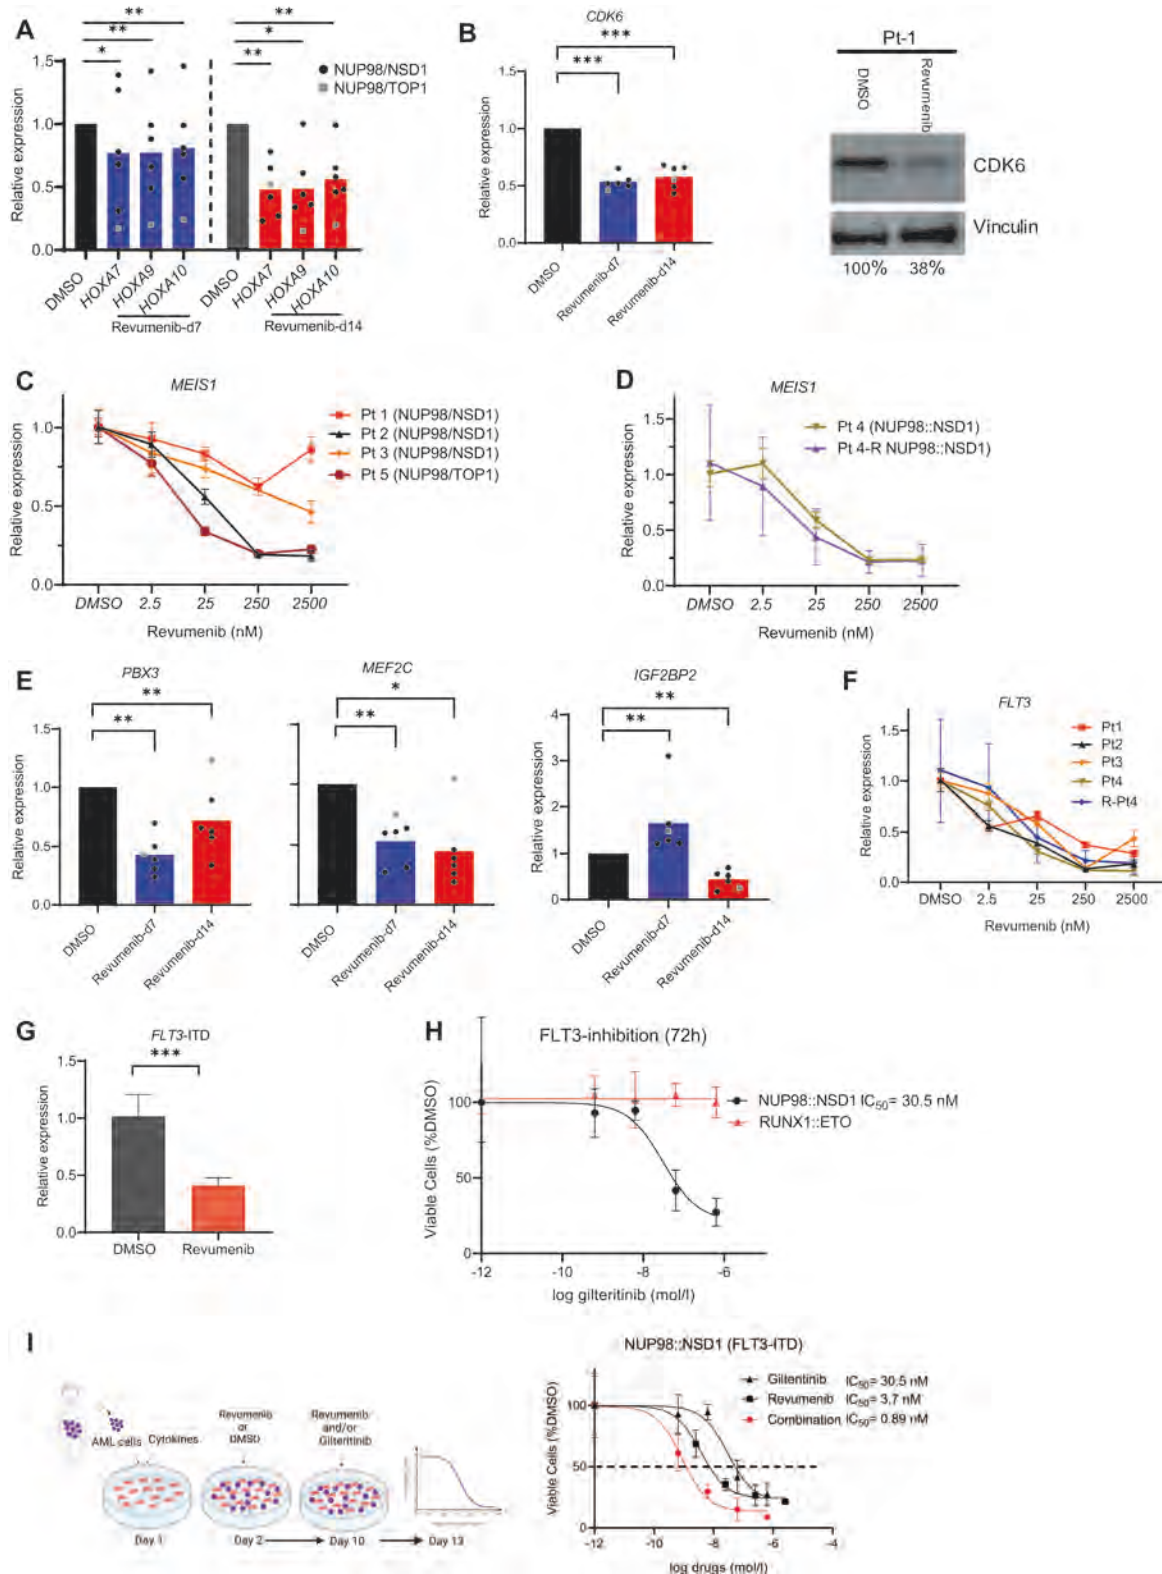 A
** **
** *
* **
NUP98/NSD1
NUP98/TOP1
Relative expression
1.5
1.0
0.5
0.0
DMSO
HOXA7
HOXA9
HOXA10
DMSO
HOXA7
HOXA9
HOXA10
Revumenib-d7
Revumenib-d14
B
CDK6
***
***
Relative expression
1.5
1.0
0.5
0.0
DMSO
Revumenib-d7
Revumenib-d14
Pt-1
DMSO
Revumenib
CDK6
Vinculin
100% 38%
C
MEIS1
Pt 1 (NUP98/NSD1)
Pt 2 (NUP98/NSD1)
Pt 3 (NUP98/NSD1)
Pt 5 (NUP98/TOP1)
Relative expression
1.0
0.5
0.0
DMSO 2.5 25 250 2500
Revumenib (nM)
D
MEIS1
Pt 4 (NUP98::NSD1)
Pt 4-R NUP98::NSD1)
Relative expression
1.5
1.0
0.5
0.0
DMSO 2.5 25 250 2500
Revumenib (nM)
E
PBX3
**
**
Relative expression
1.5
1.0
0.5
0.0
DMSO
Revumenib-d7
Revumenib-d14
MEF2C
*
**
DMSO
Revumenib-d7
Revumenib-d14
IGF2BP2
**
**
Relative expression
4
3
2
1
0
DMSO
Revumenib-d7
Revumenib-d14
F
FLT3
Pt1
Pt2
Pt3
Pt4
R-Pt4
Relative expression
1.5
1.0
0.5
0.0
DMSO 2.5 25 250 2500
Revumenib (nM)
G
FLT3-ITD
***
Relative expression
1.5
1.0
0.5
0.0
DMSO Revumenib
H
FLT3-inhibition (72h)
NUP98::NSD1 IC50= 30.5 nM
RUNX1::ETO
Viable Cells (%DMSO)
100
50
0
-12 -10 -8 -6
log gilteritinib (mol/l)
I
AML cells
Cytokines
Revumenib
or
DMSO
Revumenib
and/or
Gilteritinib
Day 1 Day 2 Day 10 Day 13
NUP98::NSD1 (FLT3-ITD)
Gilteritinib IC50= 30.5 nM
Revumenib IC50= 3.7 nM
Combination IC50= 0.89 nM
Viable Cells (%DMSO)
100
50
0
-12 -10 -8 -6 -4
log drugs (mol/l)